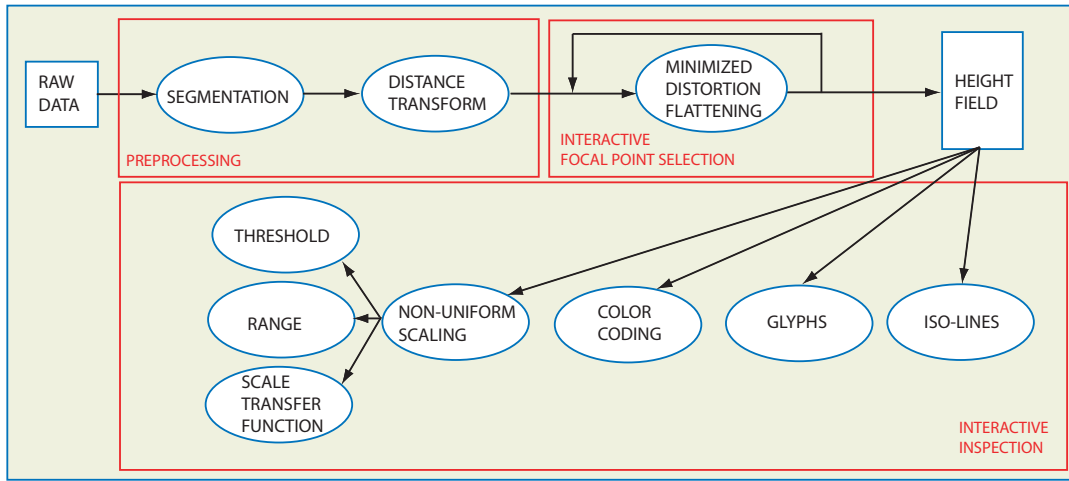 RAW
DATA
SEGMENTATION
DISTANCE
TRANSFORM
PREPROCESSING
MINIMIZED
DISTORTION
FLATTENING
INTERACTIVE
FOCAL POINT SELECTION
HEIGHT
FIELD
THRESHOLD
RANGE
SCALE
TRANSFER
FUNCTION
NON-UNIFORM
SCALING
COLOR
CODING
GLYPHS
ISO-LINES
INTERACTIVE
INSPECTION